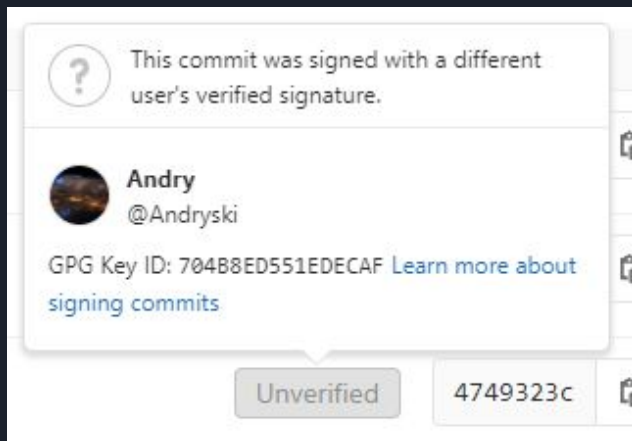 This commit was signed with a different
user's verified signature.
Andry
@Andryski
GPG Key ID: 704B8ED551EDECAF Learn more about
signing commits
Unverified
4749323c